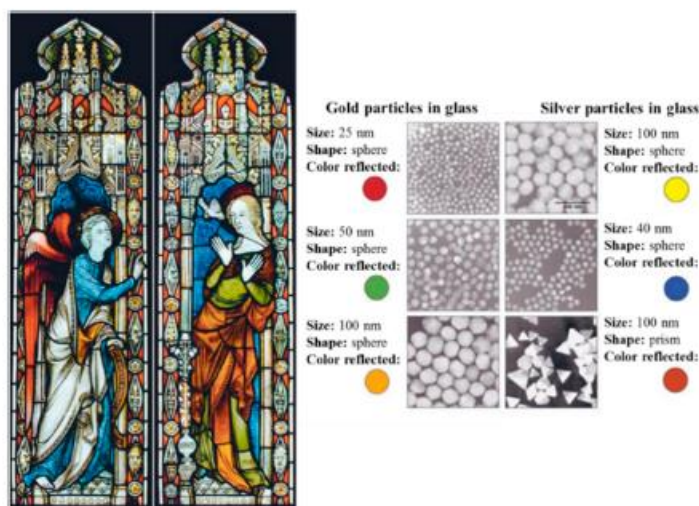 Gold particles in glass
Size: 25 nm
Shape: sphere
Color reflected:
50 nm
Shape: sphere
Color reflected:
Size: 100 nm
Shape: sphere
Color reflected:
Silver particles in glass
Size: 100 nm
Shape: sphere
Color reflected:
Size: 40 nm
Shape: sphere
Color reflected:
Size: 100 nm
Shape: prism
Color reflected: